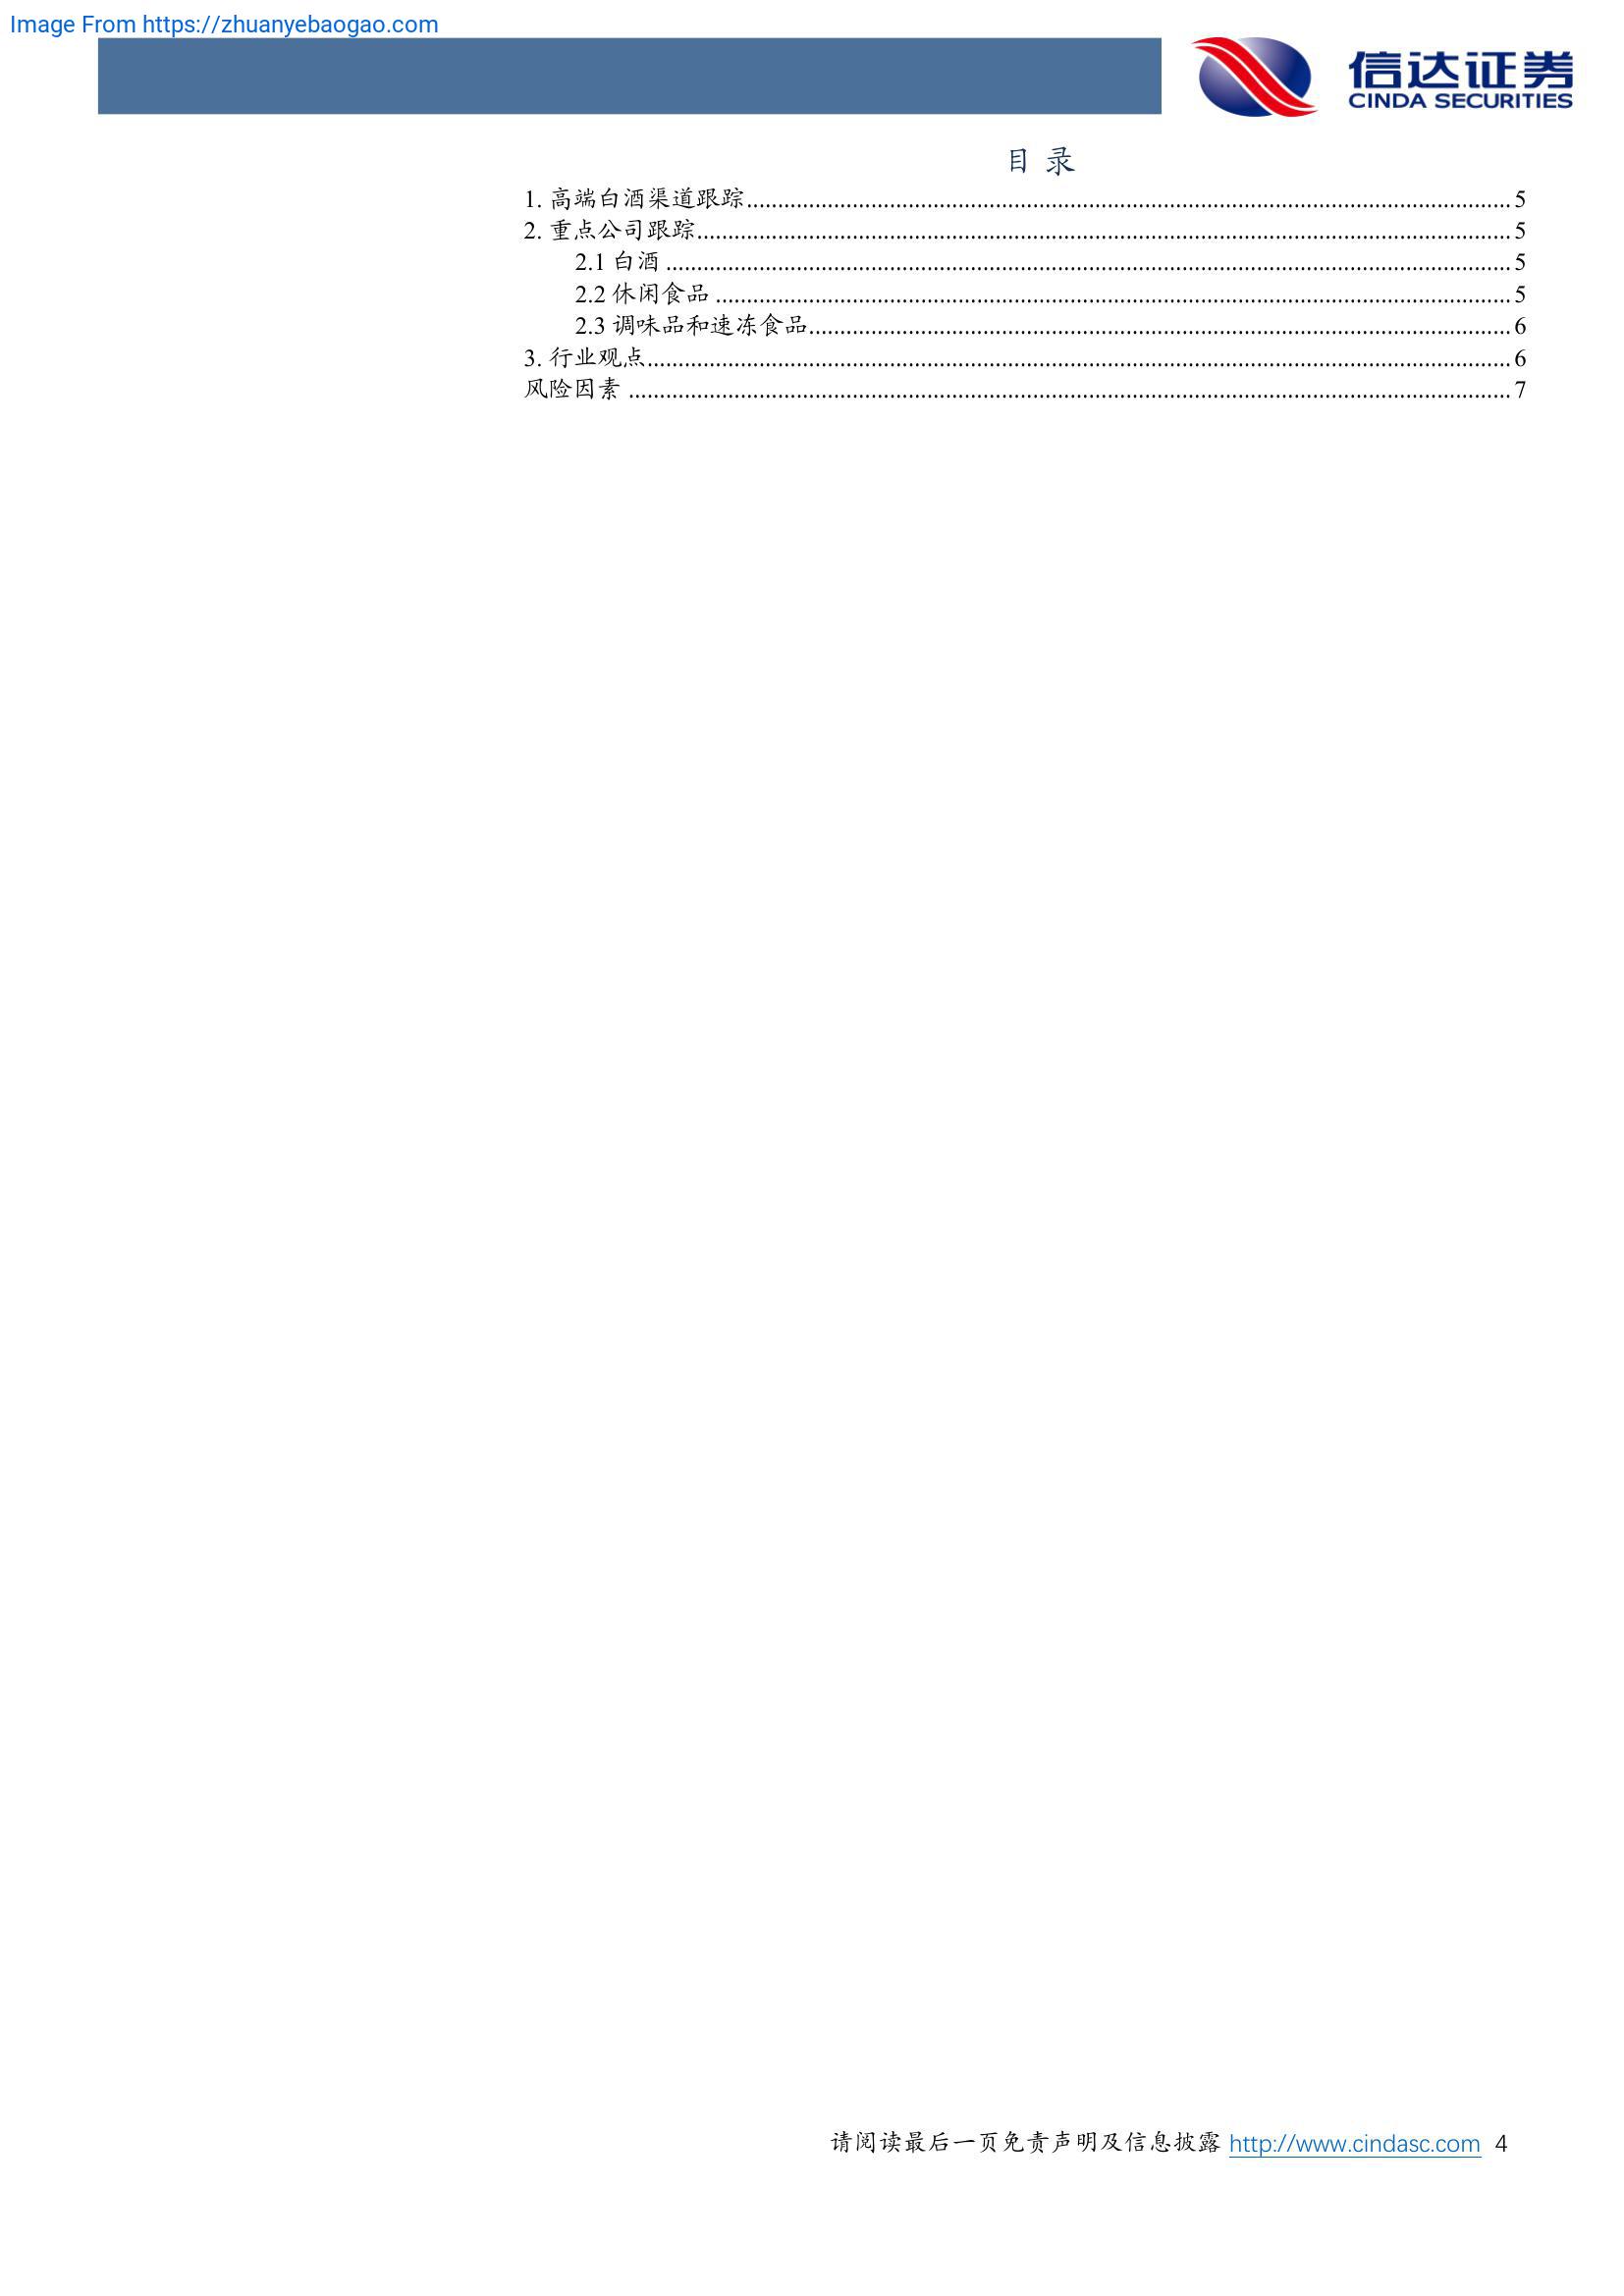 Image From https://zhuanyebaogao.com
信达证券
CINDA SECURITIES
目 录
1. 高端白酒渠道跟踪........................................5
2. 重点公司跟踪........................................5
2.1 白酒........................................5
2.2 休闲食品........................................5
2.3 调味品和速冻食品........................................6
3. 行业观点........................................6
风险因素........................................7
请阅读最后一页免责声明及信息披露 http://www.cindasc.com 4